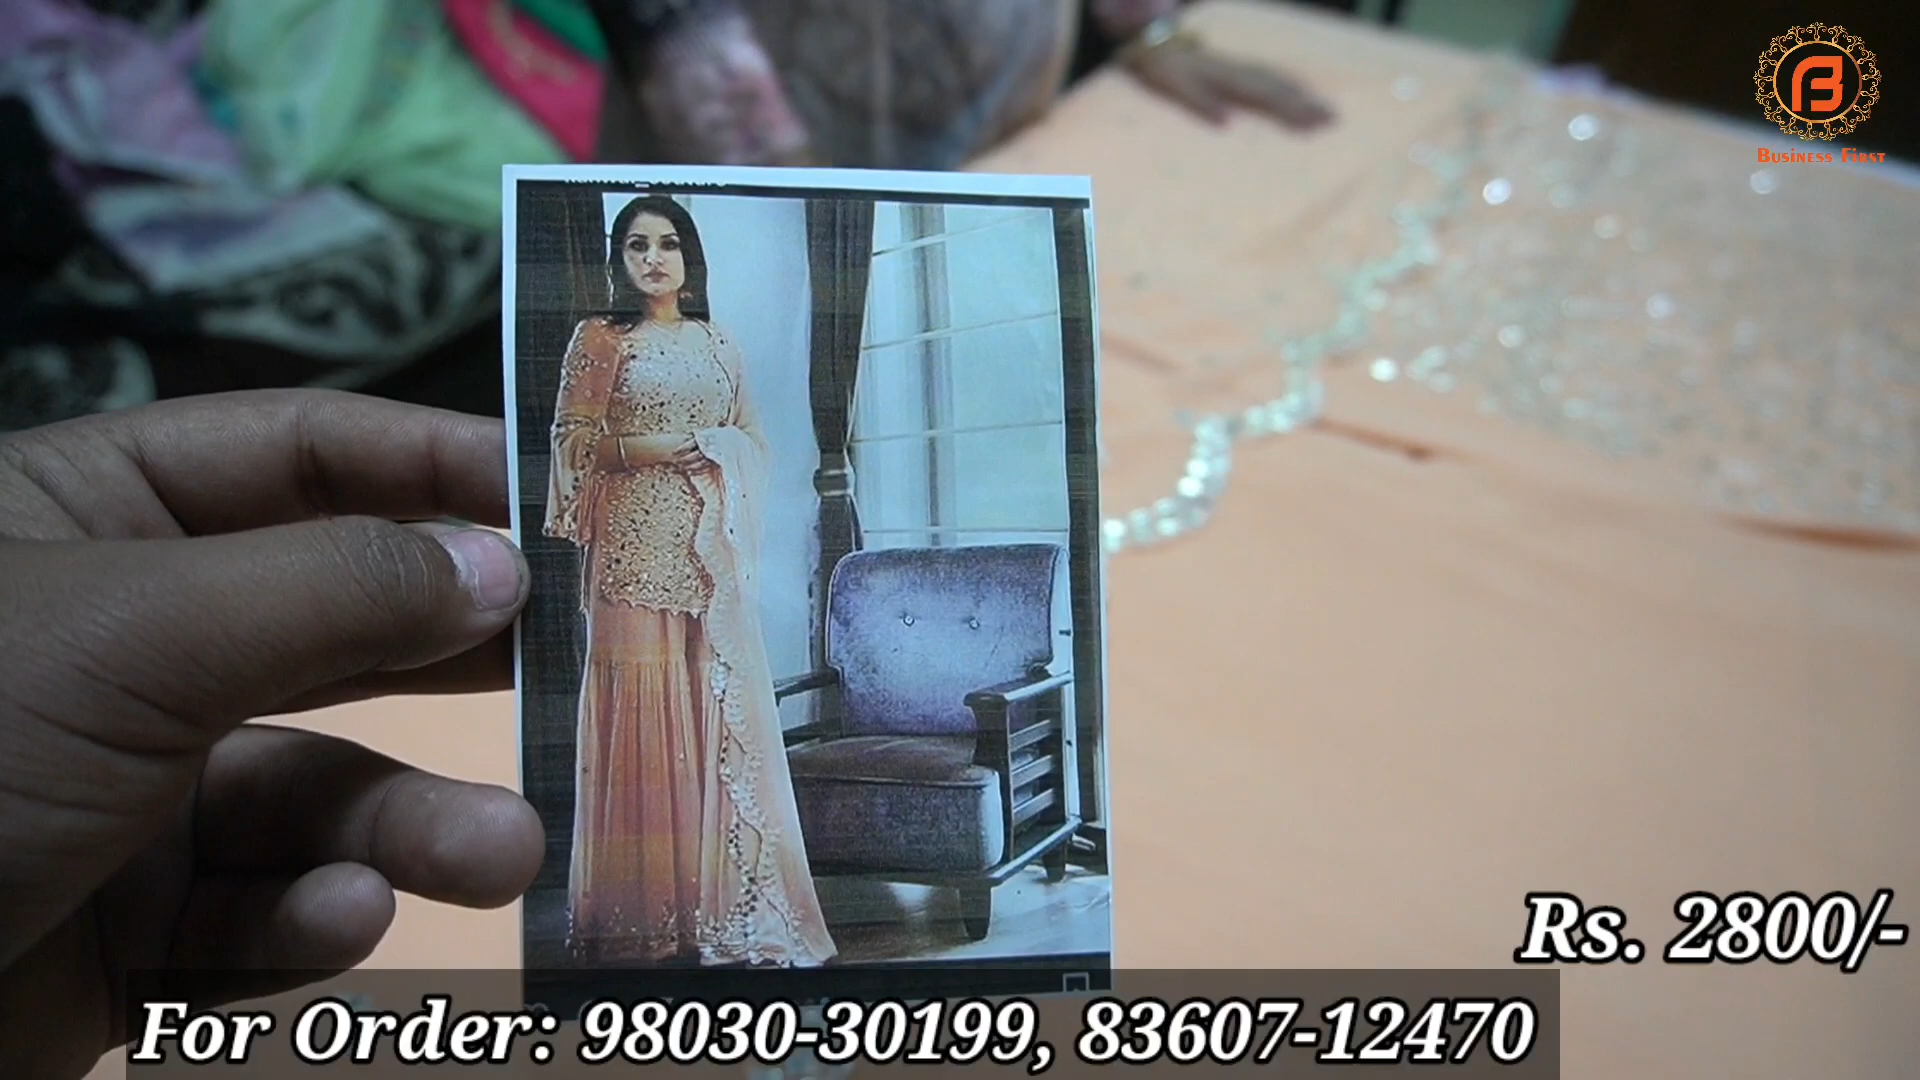 Business First
Rs. 2800/-
For Order: 98030-30199, 83607-12470